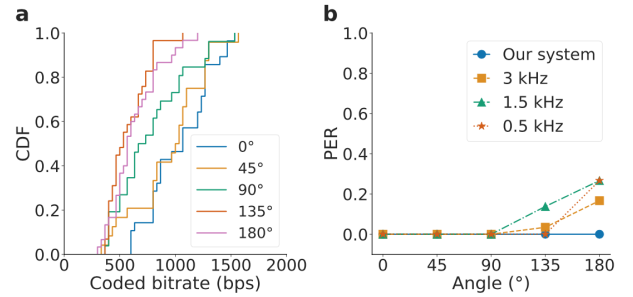 a
CDF
1.0
0.8
0.6
0.4
0.2
0.0
0°
45°
90°
135°
180°
0 500 1000 1500 2000
Coded bitrate (bps)
b
PER
1.0
0.8
0.6
0.4
0.2
0.0
Our system
3 kHz
1.5 kHz
0.5 kHz
0 45 90 135 180
Angle (°)